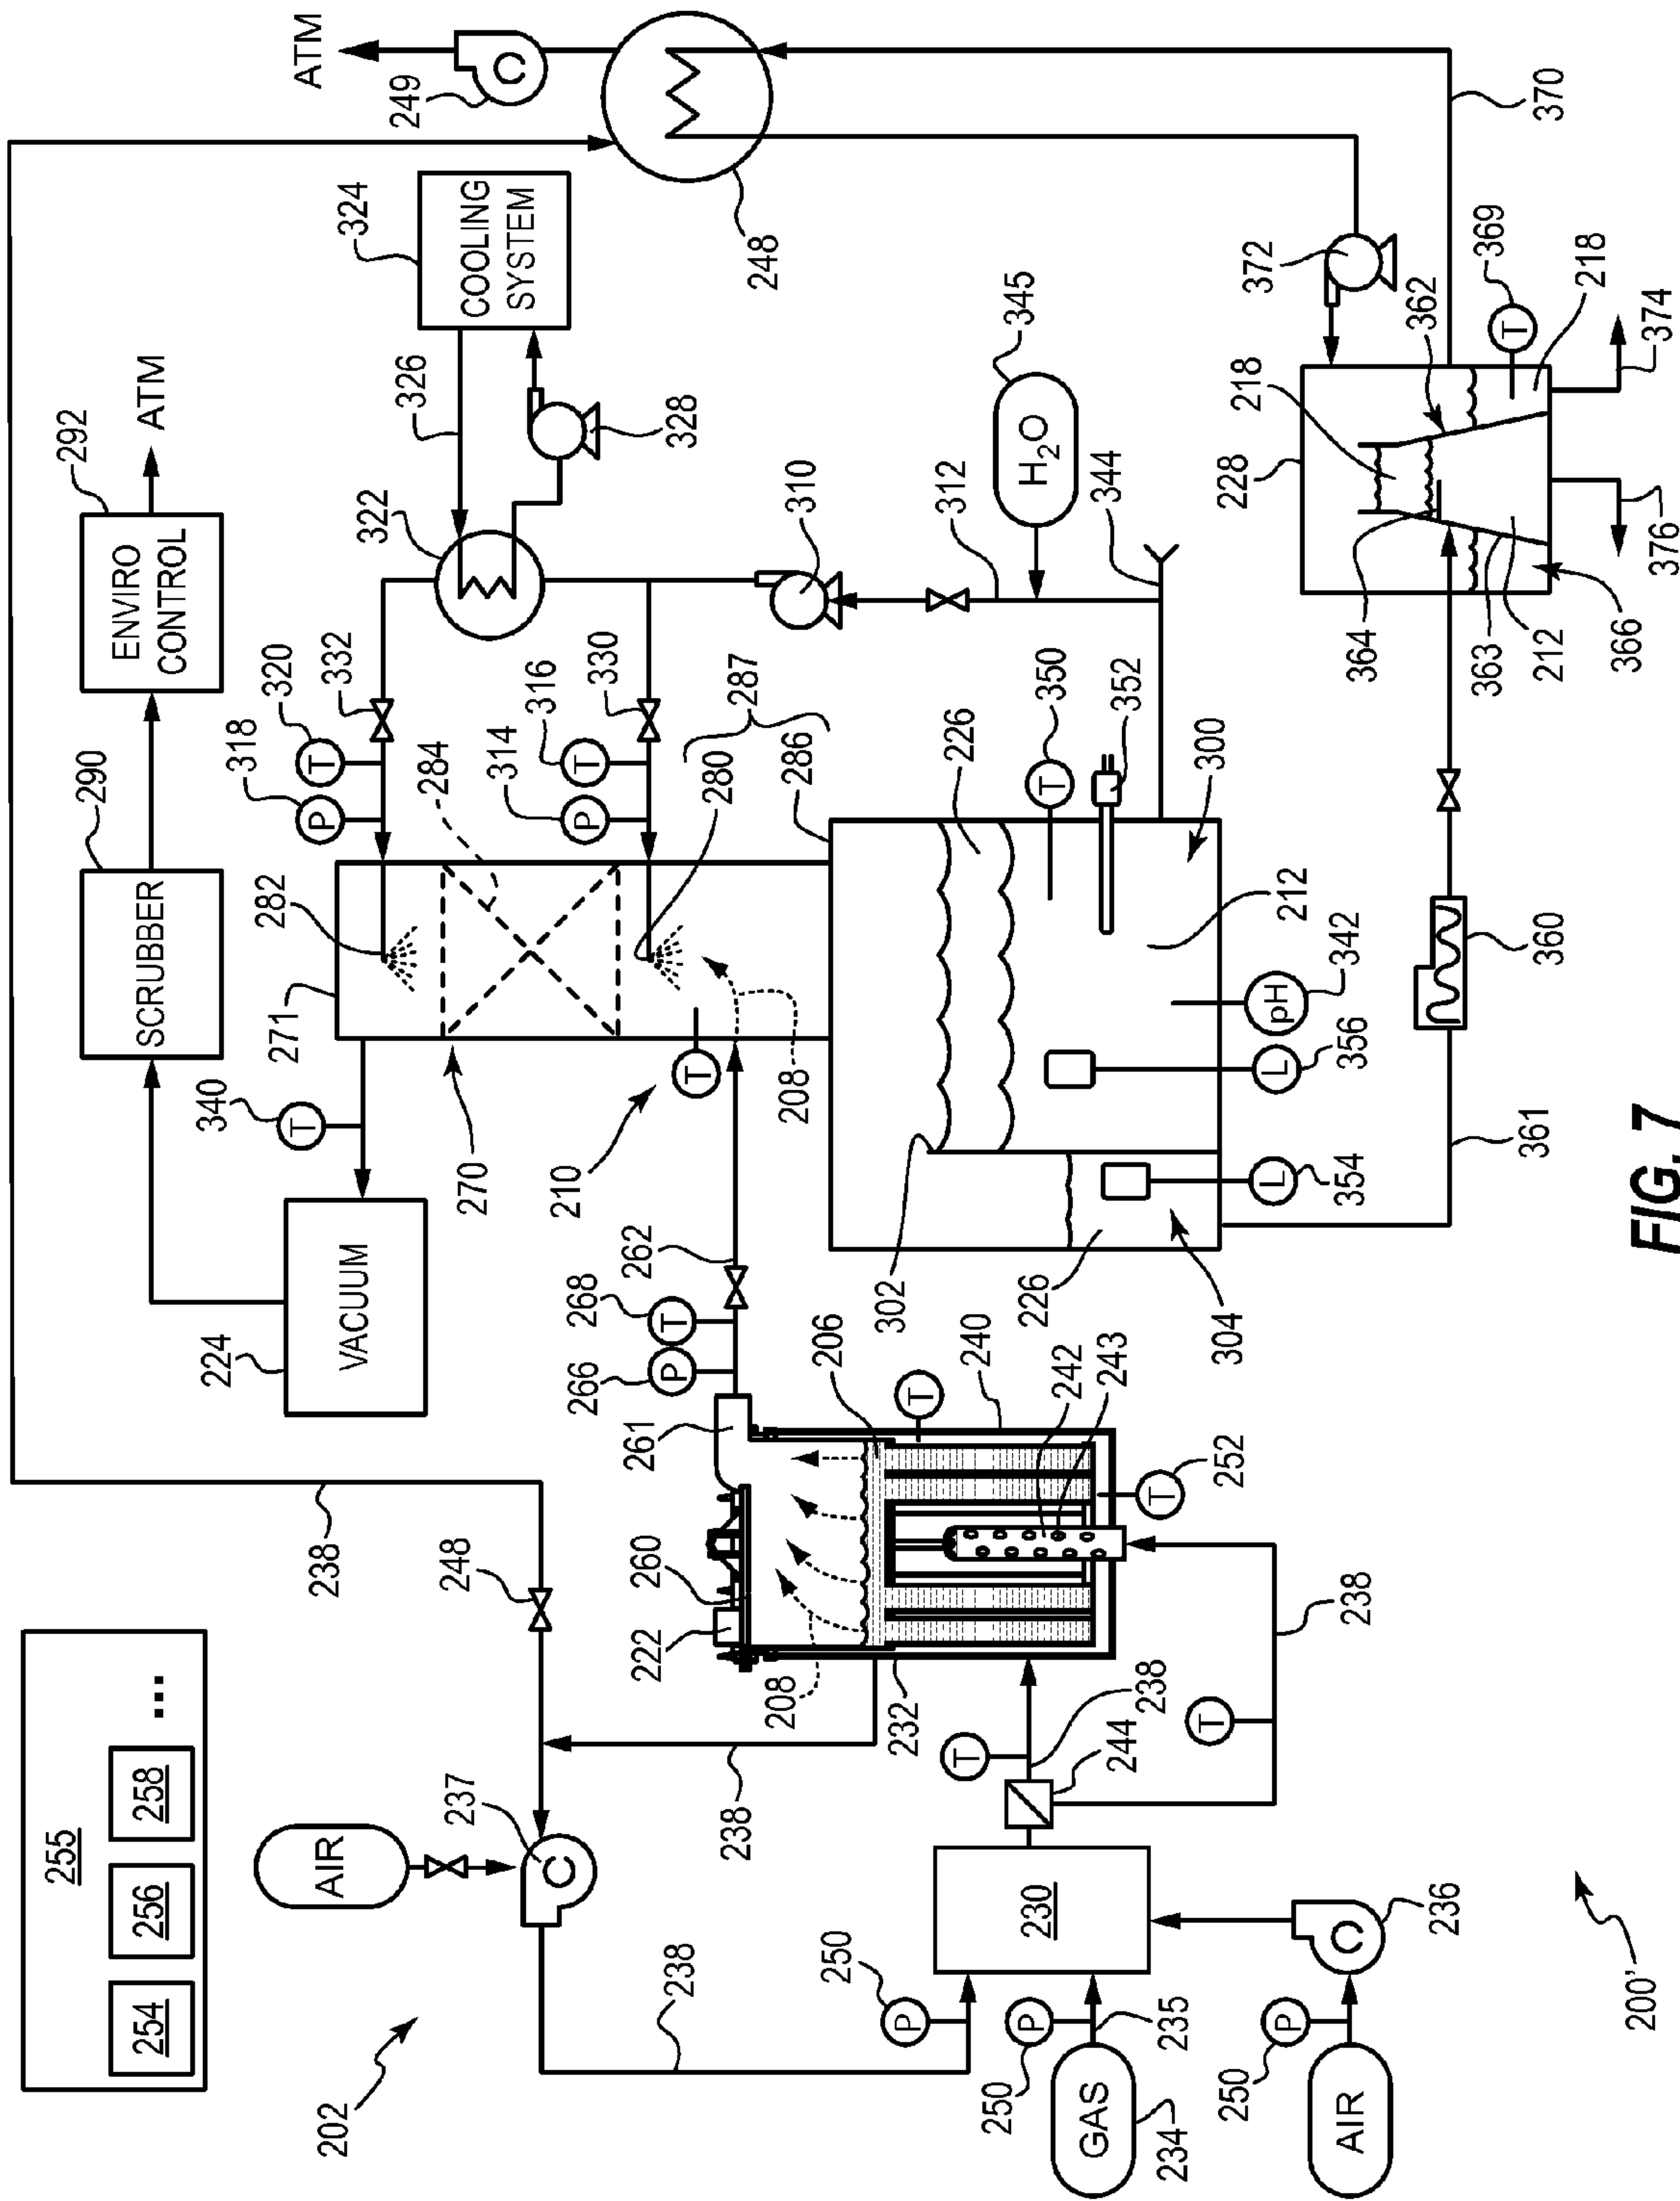 255
254
256
258
...
202
AIR
237
248
238
238
238
249
C
ATM
248
224
VACUUM
340
T
290
SCRUBBER
292
ENVIRO
CONTROL
ATM
324
COOLING
SYSTEM
326
328
322
318
P
320
T
332
314
P
316
T
330
284
282
271
270
210
T
208
280
287
286
310
312
345
H2O
344
266
P
268
T
262
261
222
260
208
206
232
240
T
242
243
252
T
238
T
238
244
T
230
250
P
250
P
250
P
GAS
234
235
AIR
236
C
C
302
226
226
304
354
L
356
L
342
pH
212
300
350
T
352
361
360
228
218
362
218
369
T
372
364
363
212
366
376
374
370
200'
FIG. 7